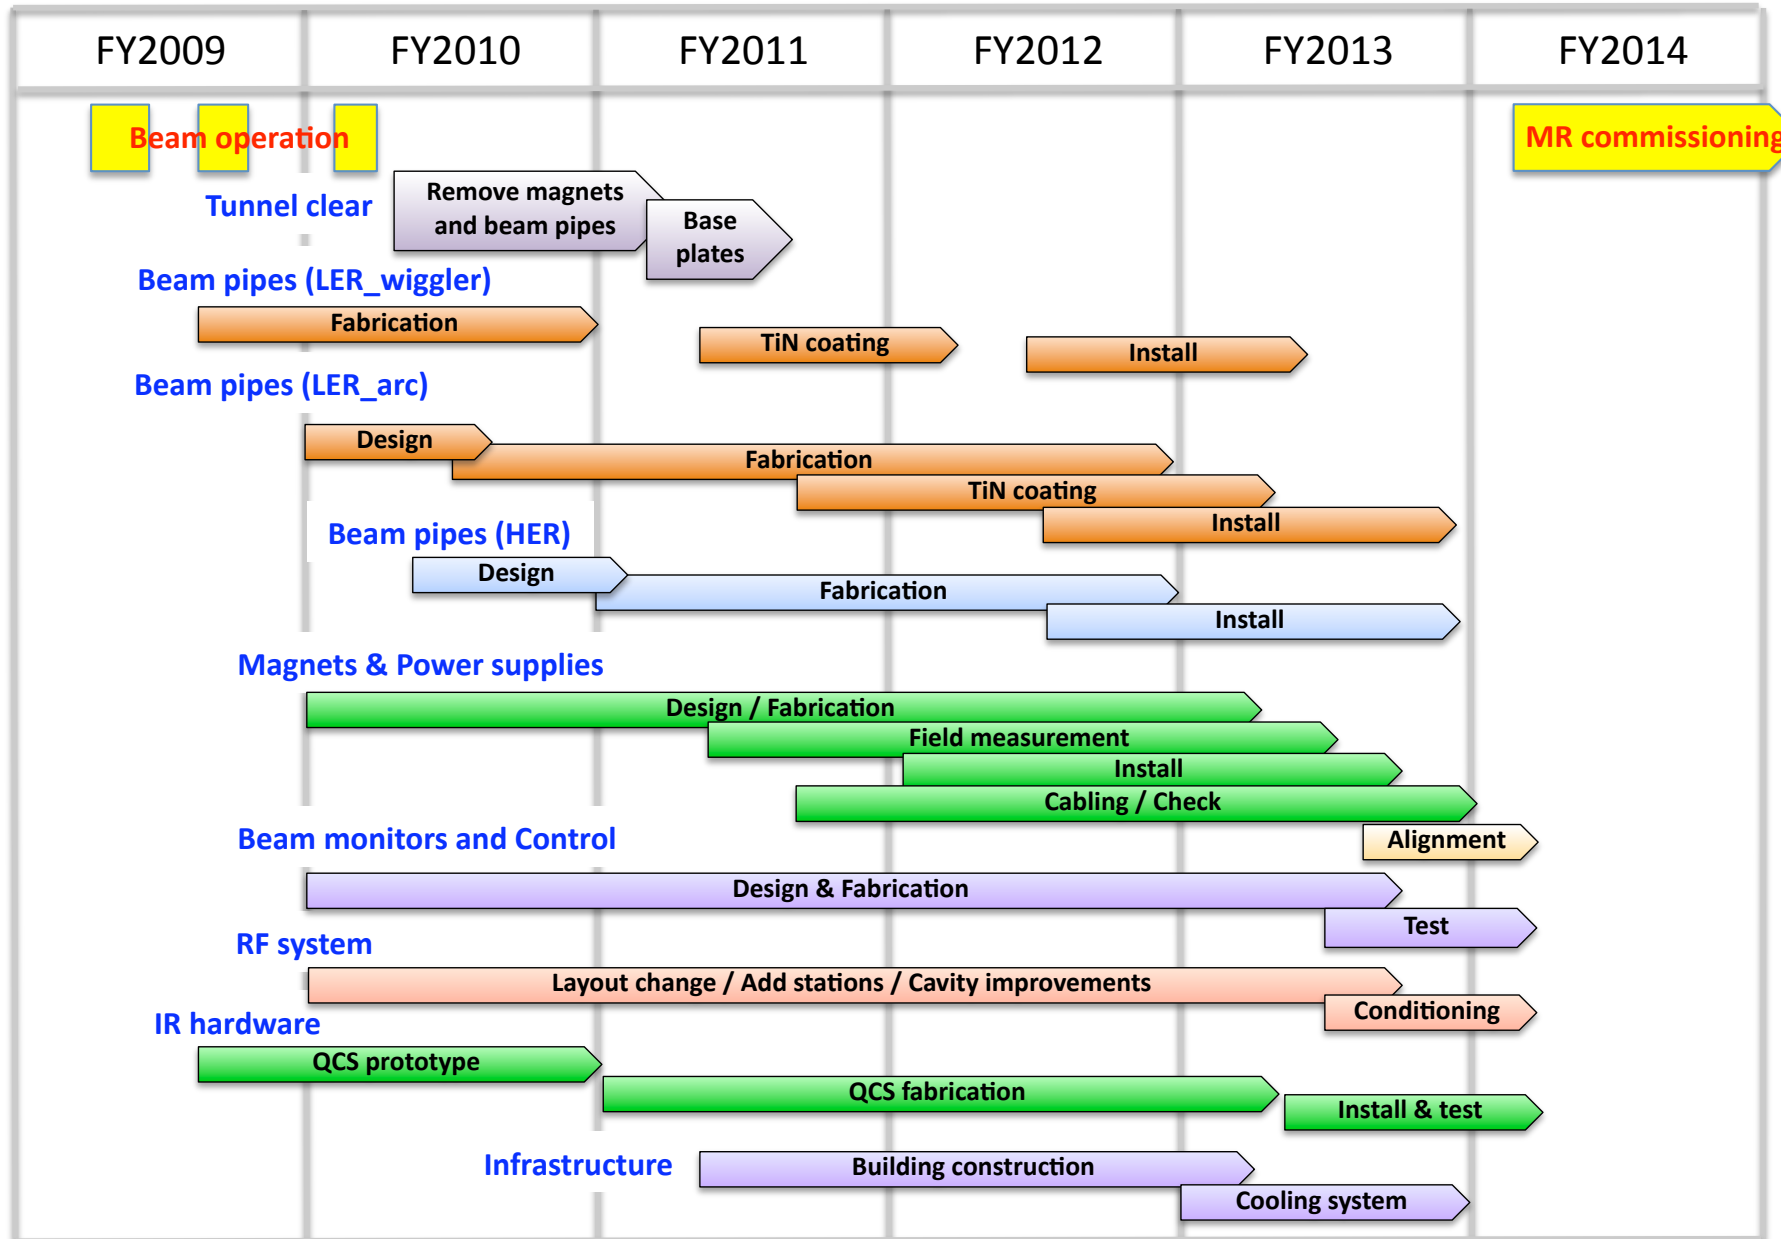 FY2009 FY2010 FY2011 FY2012 FY2013 FY2014
Beam operation
MR commissioning
Tunnel clear
Remove magnets
and beam pipes
Base
plates
Beam pipes (LER_wiggler)
Fabrication
TiN coating
Install
Beam pipes (LER_arc)
Design
Fabrication
TiN coating
Install
Beam pipes (HER)
Design
Fabrication
Install
Magnets & Power supplies
Design / Fabrication
Field measurement
Install
Cabling / Check
Alignment
Beam monitors and Control
Design & Fabrication
Test
RF system
Layout change / Add stations / Cavity improvements
Conditioning
IR hardware
QCS prototype
QCS fabrication
Install & test
Infrastructure
Building construction
Cooling system